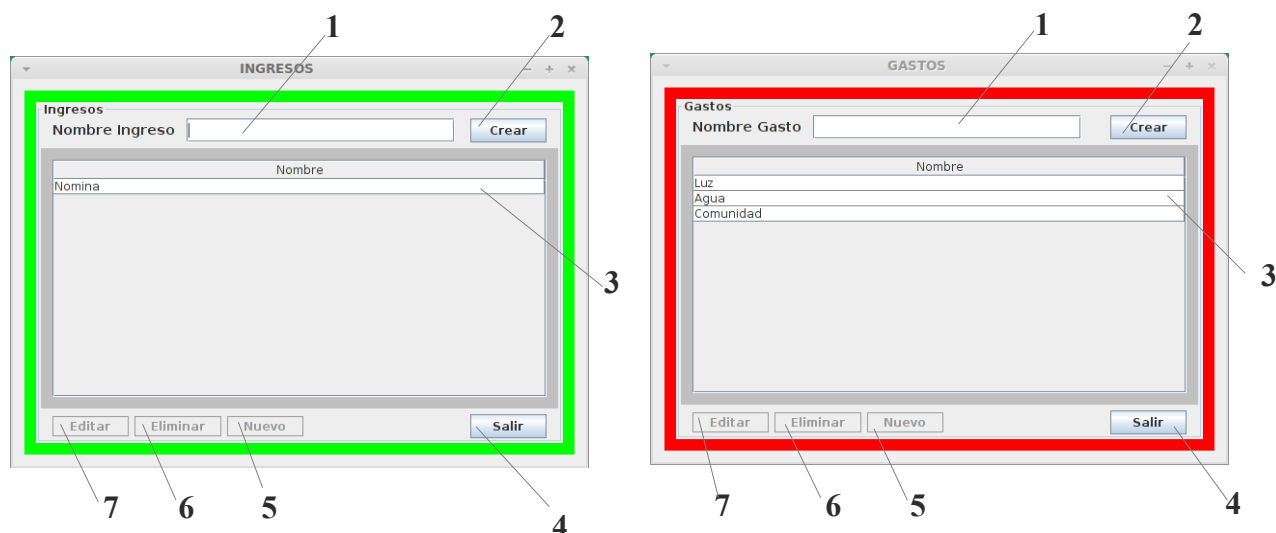 1
2
INGRESOS
Ingresos
Nombre Ingreso
Crear
Nombre
Nomina
3
Editar
Eliminar
Nuevo
Salir
7
6
5
4
1
2
GASTOS
Gastos
Nombre Gasto
Crear
Nombre
Luz
Agua
Comunidad
3
Editar
Eliminar
Nuevo
Salir
7
6
5
4